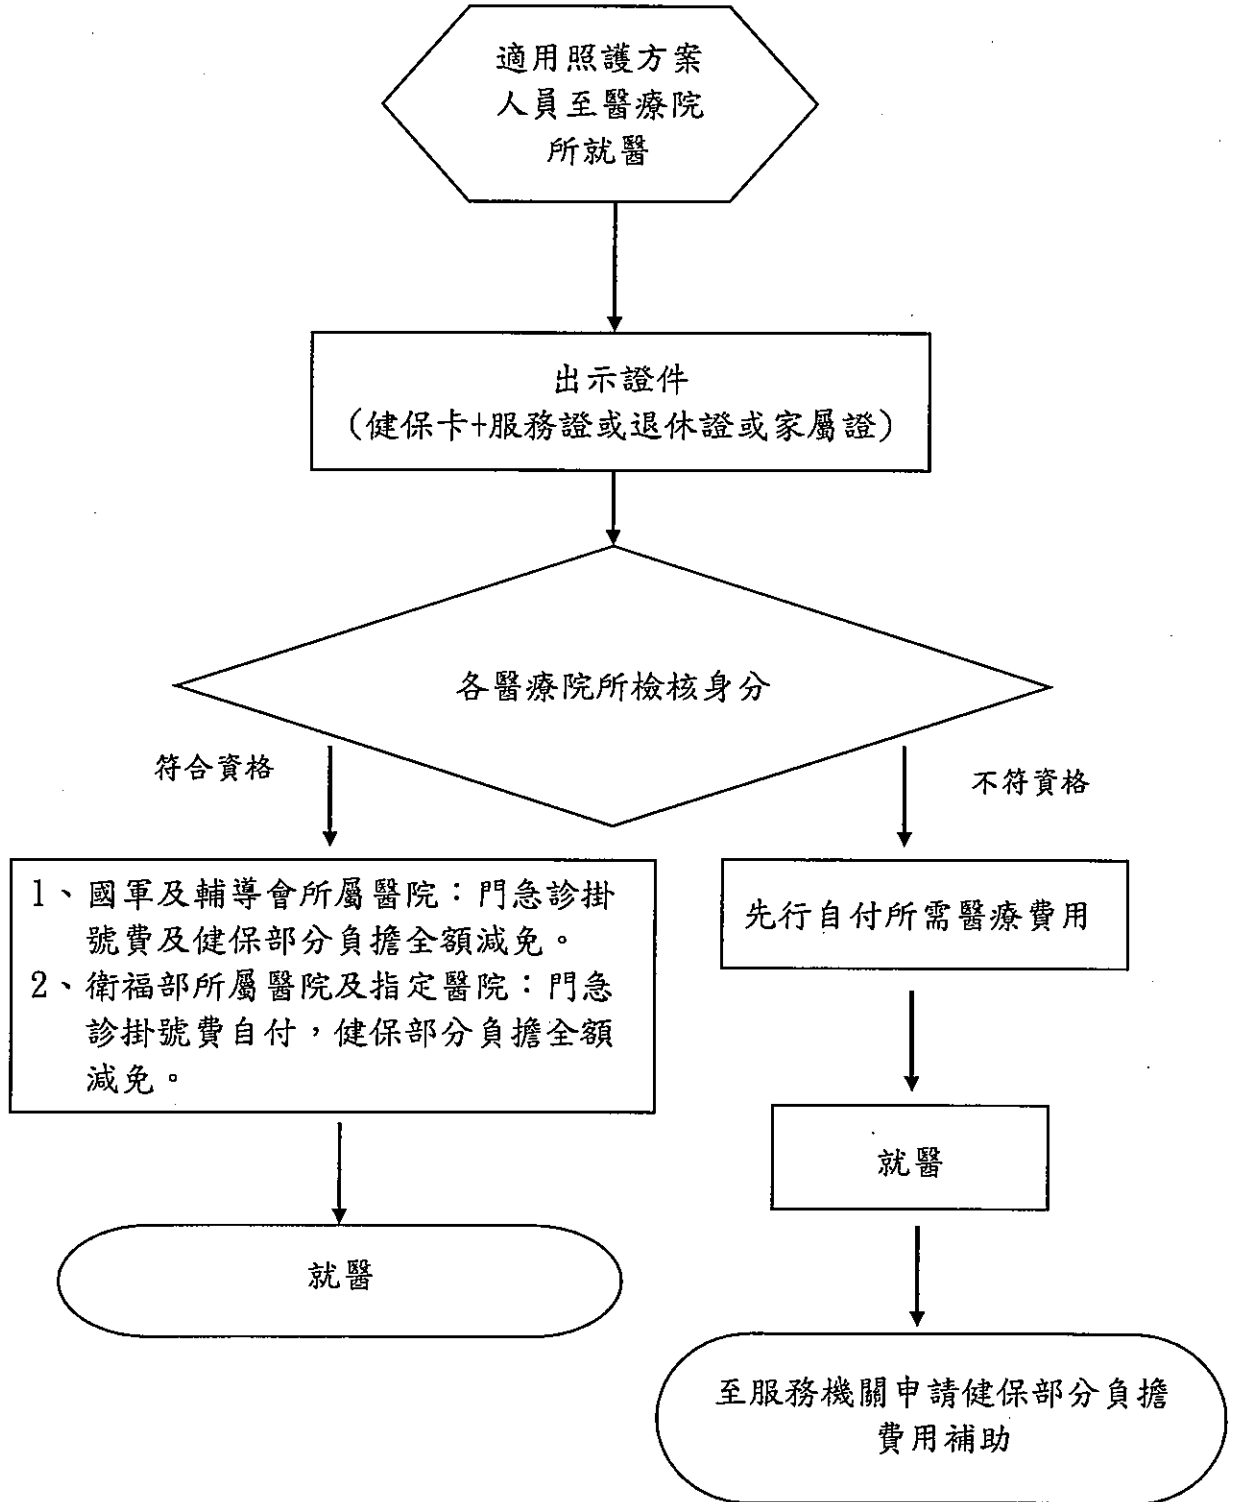 適用照護方案
人員至醫療院
所就醫
出示證件
(健保卡+服務證或退休證或家屬證)
各醫療院所檢核身分
符合資格
不符資格
1、國軍及輔導會所屬醫院：門急診掛
號費及健保部分負擔全額減免。
2、衛福部所屬醫院及指定醫院：門急
診掛號費自付，健保部分負擔全額
減免。
先行自付所需醫療費用
就醫
就醫
至服務機關申請健保部分負擔
費用補助